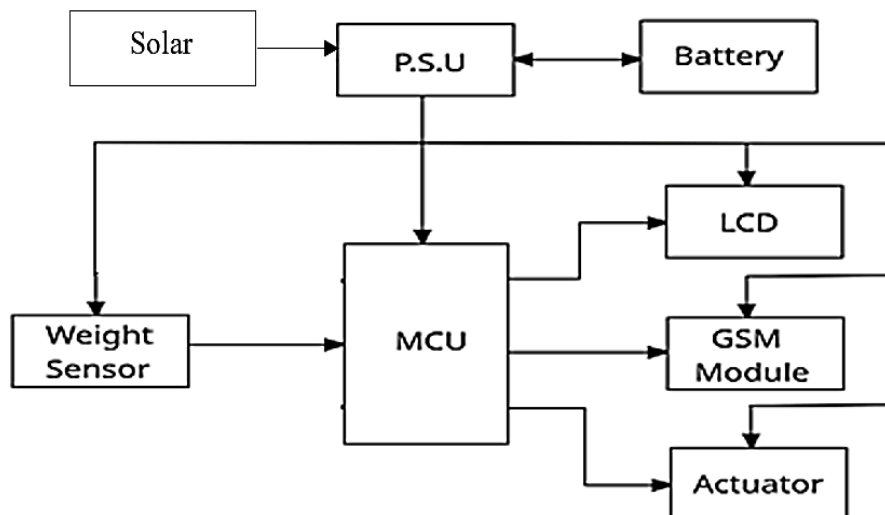 Solar
P.S.U
Battery
LCD
Weight
Sensor
MCU
GSM
Module
Actuator